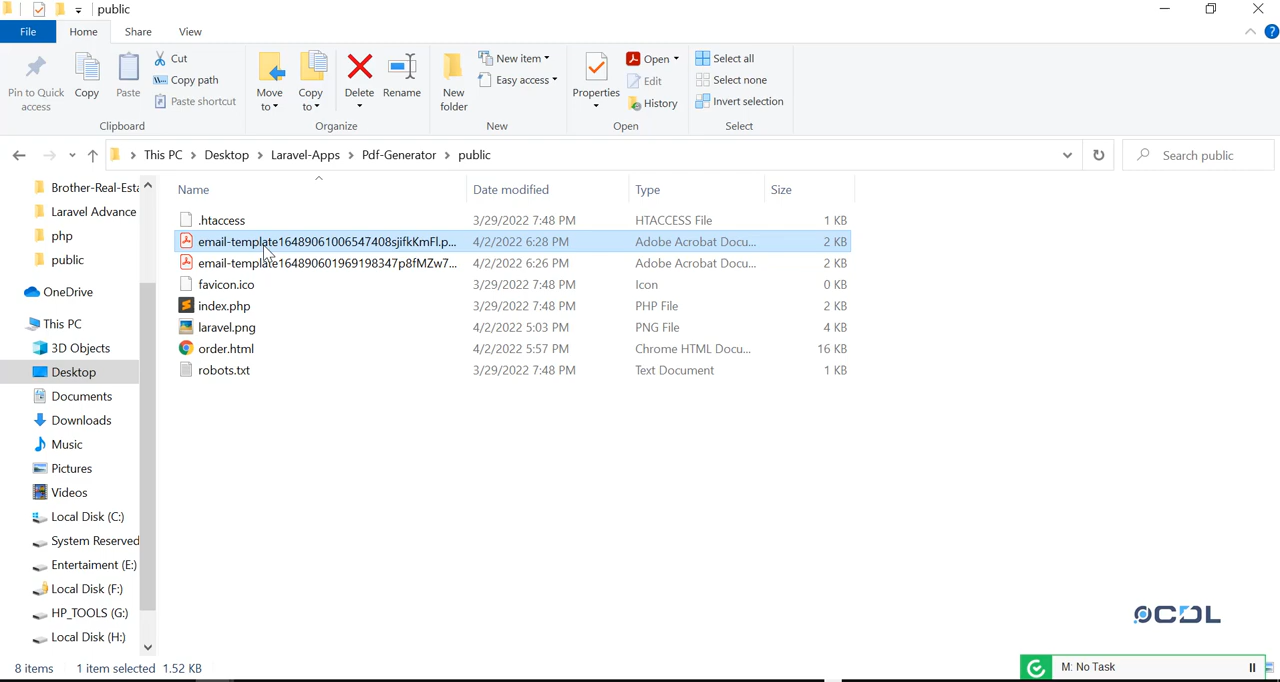 public
File Home Share View
Pin to Quick access
Copy
Paste
Cut
Copy path
Paste shortcut
Clipboard
Move to
Copy to
Delete
Rename
Organize
New folder
New item
Easy access
New
Properties
Open
Edit
History
Open
Select all
Select none
Invert selection
Select
This PC > Desktop > Laravel-Apps > Pdf-Generator > public
Search public
Brother-Real-Esta
Laravel Advance
php
public
OneDrive
This PC
3D Objects
Desktop
Documents
Downloads
Music
Pictures
Videos
Local Disk (C:)
System Reserved
Entertaiment (E:)
Local Disk (F:)
HP_TOOLS (G:)
Local Disk (H:)
Name Date modified Type Size
.htaccess 3/29/2022 7:48 PM HTACCESS File 1 KB
email-template16489061006547408sjifkKmFl.p... 4/2/2022 6:28 PM Adobe Acrobat Docu... 2 KB
email-template164890601969198347p8fMZw7... 4/2/2022 6:26 PM Adobe Acrobat Docu... 2 KB
favicon.ico 3/29/2022 7:48 PM Icon 0 KB
index.php 3/29/2022 7:48 PM PHP File 2 KB
laravel.png 4/2/2022 5:03 PM PNG File 4 KB
order.html 4/2/2022 5:57 PM Chrome HTML Docu... 16 KB
robots.txt 3/29/2022 7:48 PM Text Document 1 KB
OCDL
M: No Task
8 items 1 item selected 1.52 KB